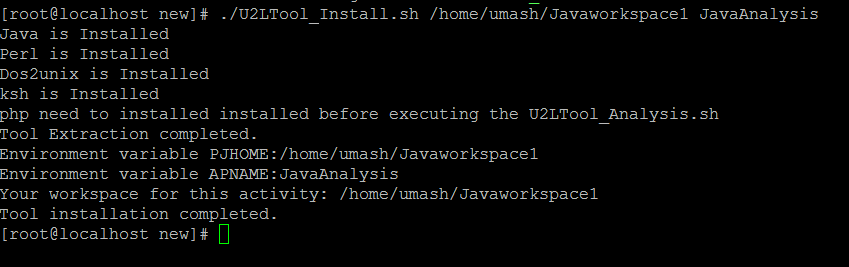 [root@localhost new]# ./U2LTool_Install.sh /home/umash/Javaworkspace1 JavaAnalysis
Java is Installed
Perl is Installed
Dos2unix is Installed
ksh is Installed
php need to installed installed before executing the U2LTool_Analysis.sh
Tool Extraction completed.
Environment variable PJHOME:/home/umash/Javaworkspace1
Environment variable APNAME:JavaAnalysis
Your workspace for this activity: /home/umash/Javaworkspace1
Tool installation completed.
[root@localhost new]#